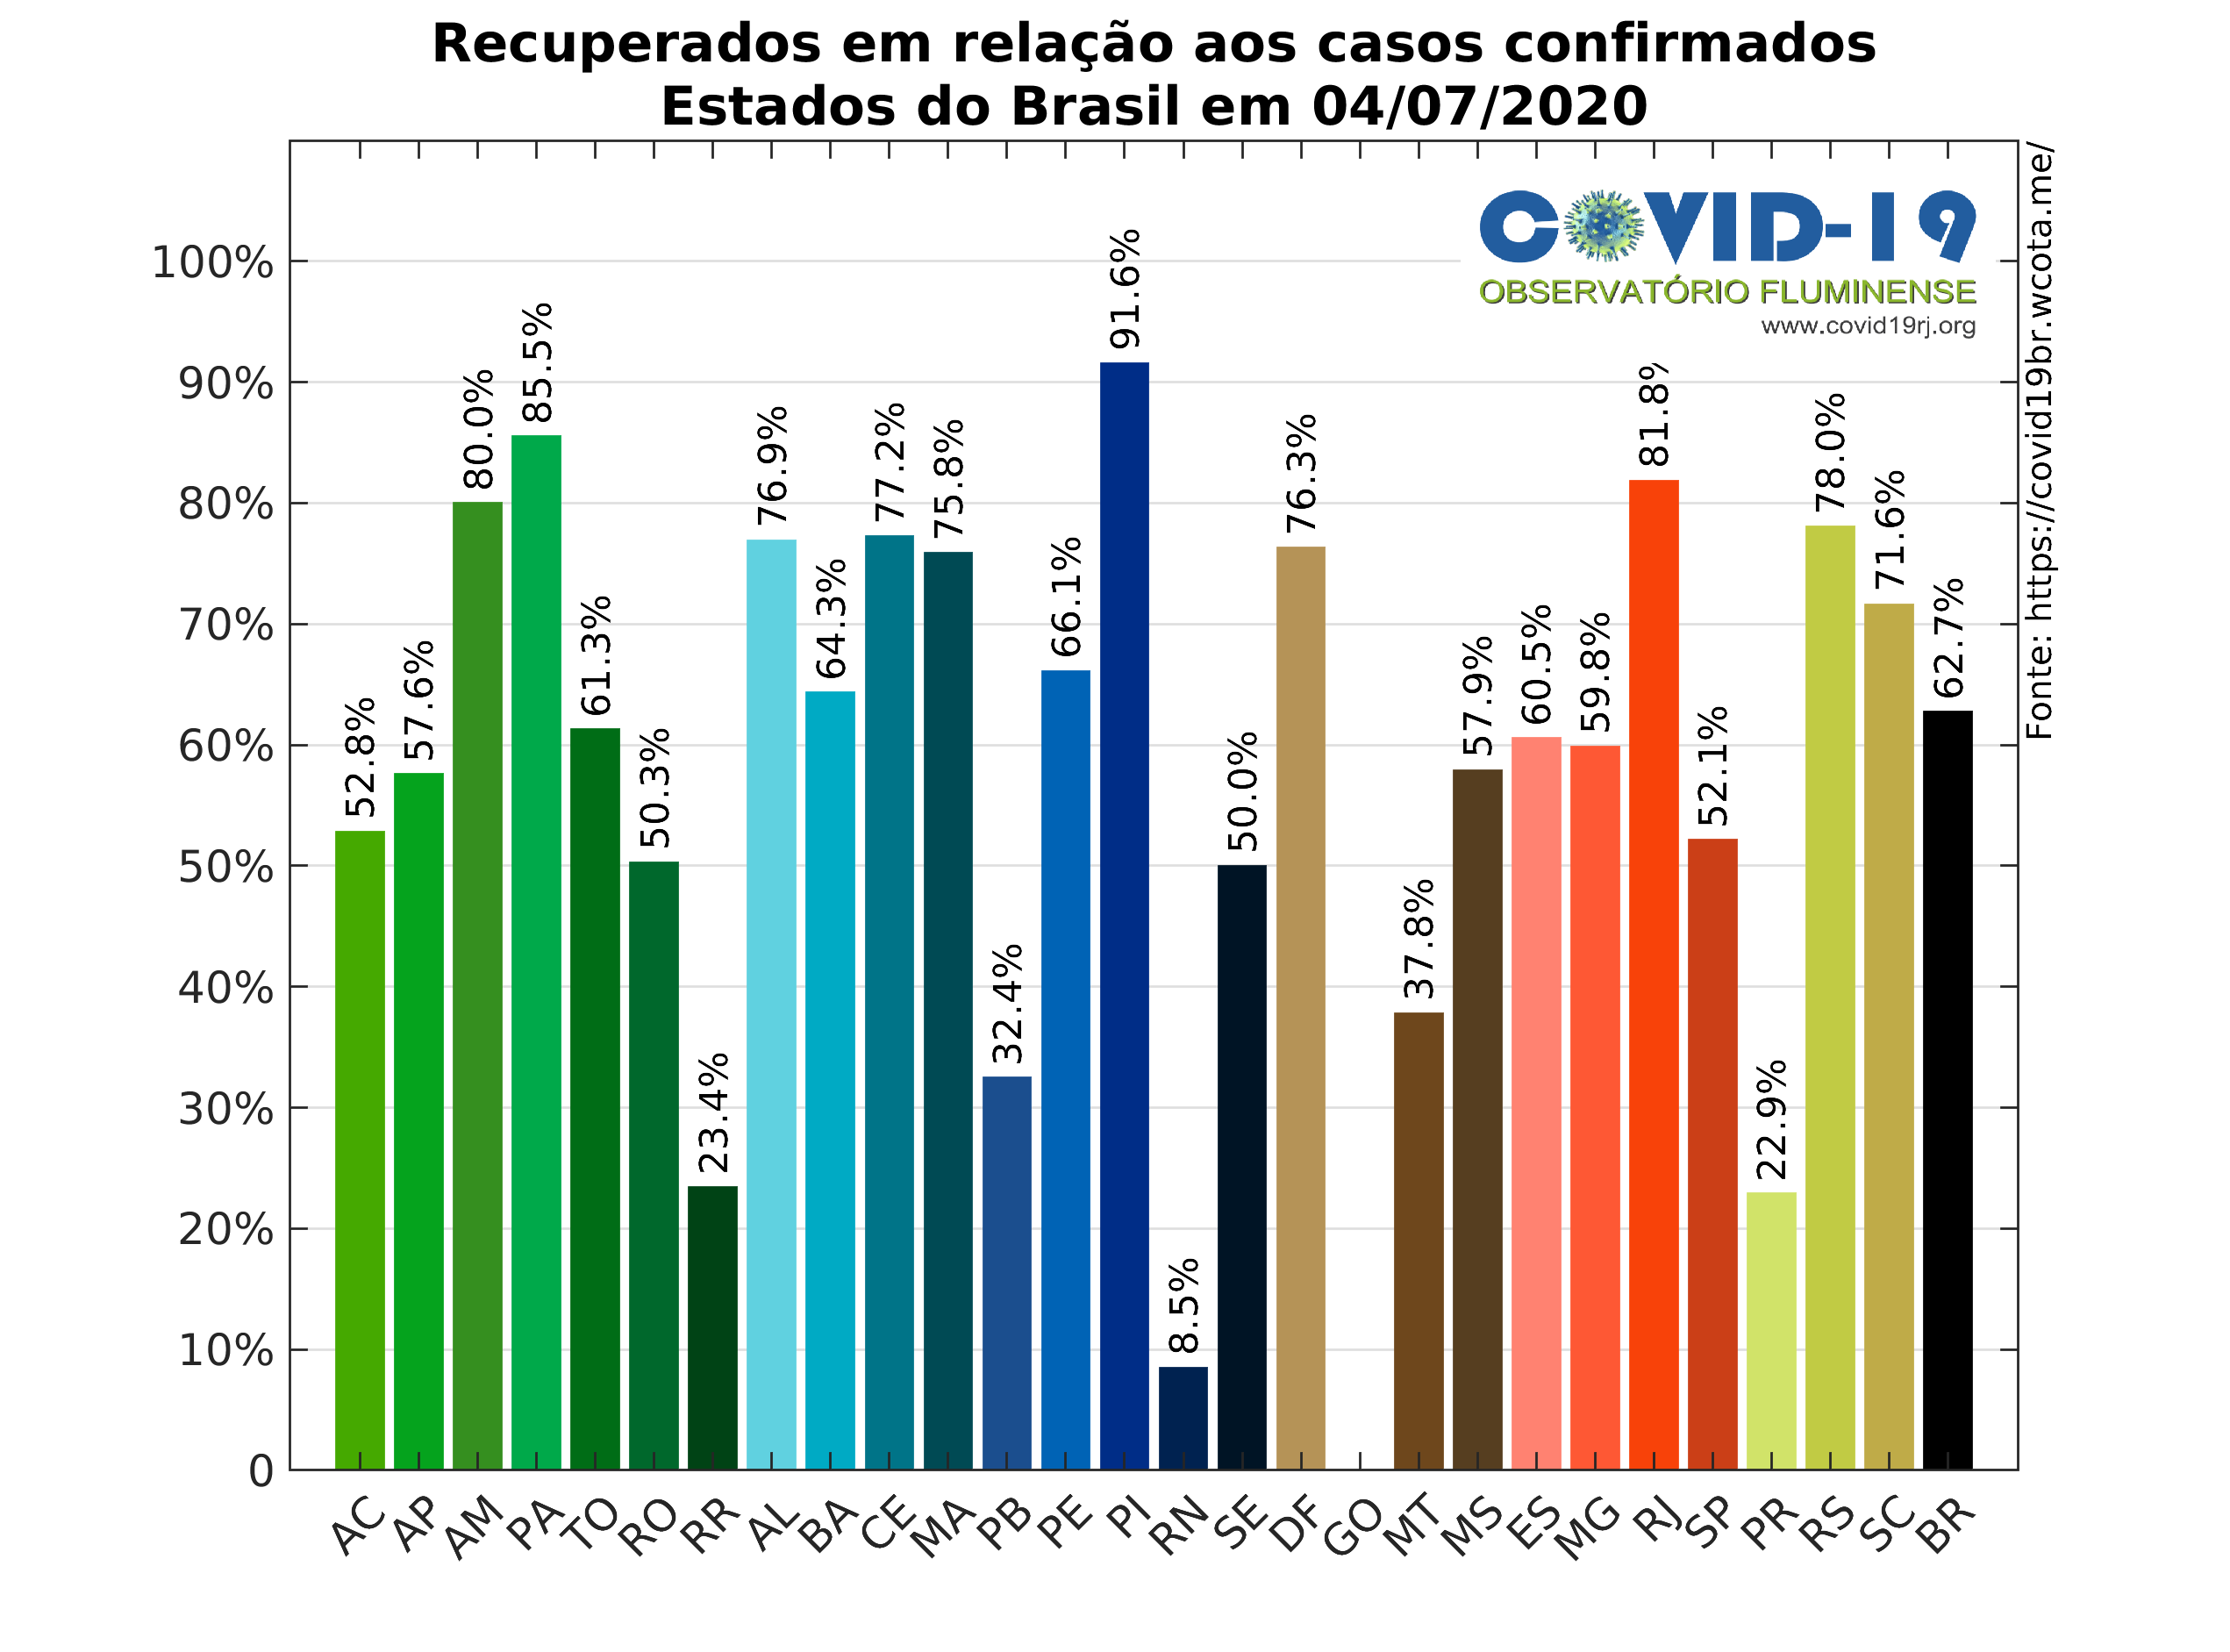 Recuperados em relação aos casos confirmados
Estados do Brasil em 04/07/2020
COVID-19
OBSERVATÓRIO FLUMINENSE
www.covid19rj.org
Fonte: https://covid19br.wcota.me/
100%
90%
80%
70%
60%
50%
40%
30%
20%
10%
0
52.8%
57.6%
80.0%
85.5%
61.3%
50.3%
23.4%
76.9%
64.3%
77.2%
75.8%
32.4%
66.1%
91.6%
8.5%
50.0%
76.3%
37.8%
57.9%
60.5%
59.8%
81.8%
52.1%
22.9%
78.0%
71.6%
62.7%
AC
AP
AM
PA
TO
RO
RR
AL
BA
CE
MA
PB
PE
PI
RN
SE
DF
GO
MT
MS
ES
MG
RJ
SP
PR
RS
SC
BR